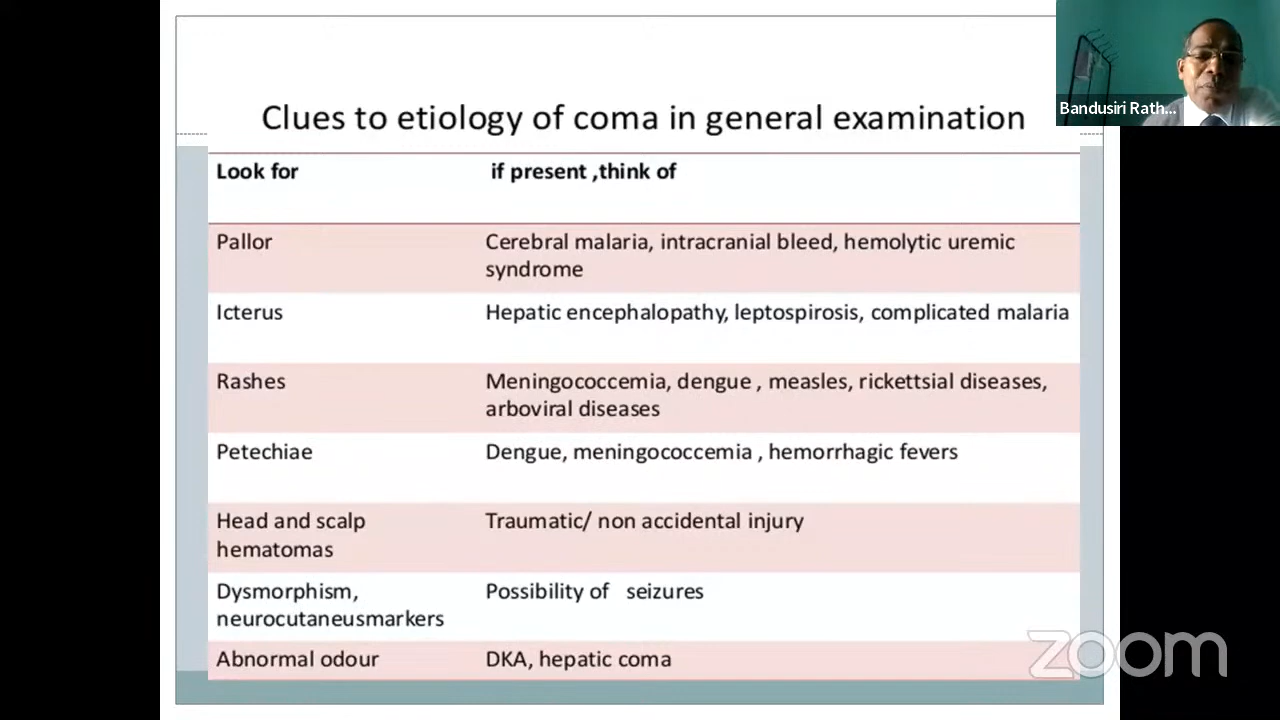 Clues to etiology of coma in general examination
Bandusiri Rath...
Look for if present ,think of
Pallor Cerebral malaria, intracranial bleed, hemolytic uremic
syndrome
Icterus Hepatic encephalopathy, leptospirosis, complicated malaria
Rashes Meningococcemia, dengue , measles, rickettsial diseases,
arboviral diseases
Petechiae Dengue, meningococcemia , hemorrhagic fevers
Head and scalp Traumatic/ non accidental injury
hematomas
Dysmorphism, Possibility of seizures
neurocutaneusmarkers
Abnormal odour DKA, hepatic coma
zoom